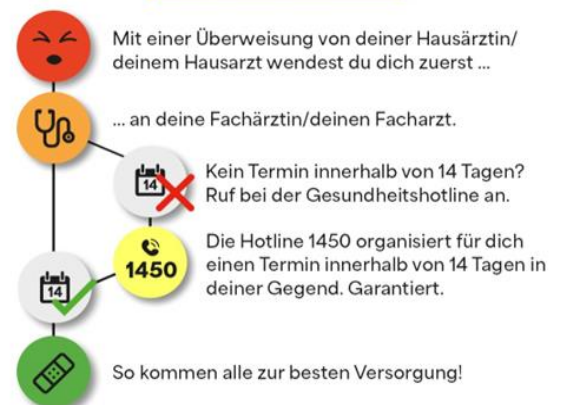 Mit einer Überweisung von deiner Hausärztin/
deinem Hausarzt wendest du dich zuerst ...
... an deine Fachärztin/deinen Facharzt.
14
Kein Termin innerhalb von 14 Tagen?
Ruf bei der Gesundheitshotline an.
1450
Die Hotline 1450 organisiert für dich
einen Termin innerhalb von 14 Tagen in
deiner Gegend. Garantiert.
14
So kommen alle zur besten Versorgung!